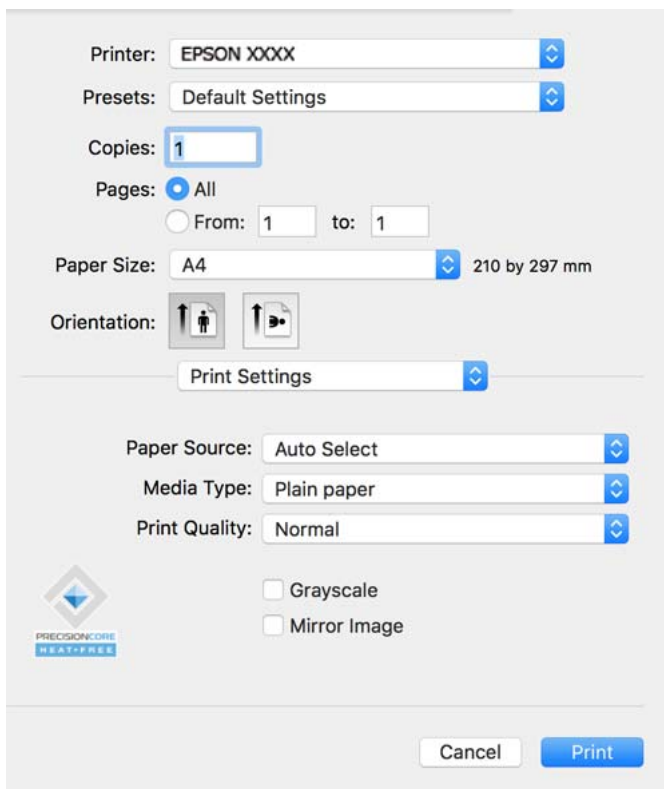 Printer: EPSON XXXX
Presets: Default Settings
Copies: 1
Pages: All
From: 1 to: 1
Paper Size: A4 210 by 297 mm
Orientation:
Print Settings
Paper Source: Auto Select
Media Type: Plain paper
Print Quality: Normal
Grayscale
Mirror Image
PRECISIONCORE
HEAT-FREE
Cancel Print